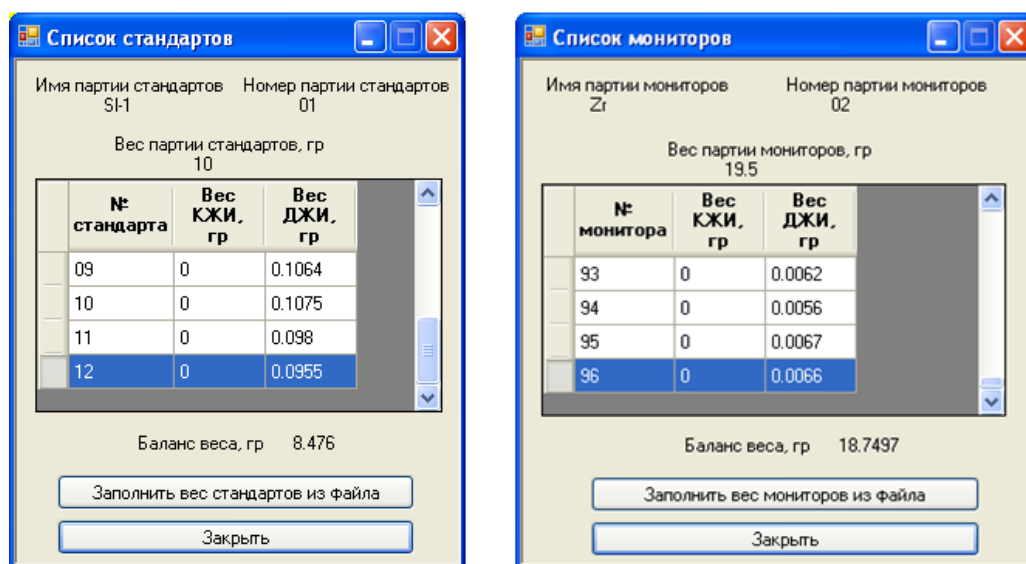 Список стандартов
Имя партии стандартов Номер партии стандартов
SI-1 01
Вес партии стандартов, гр
10
№ стандарта Вес КЖИ, гр Вес ДЖИ, гр
09 0 0.1064
10 0 0.1075
11 0 0.098
12 0 0.0955
Баланс веса, гр 8.476
Заполнить вес стандартов из файла
Закрыть
Список мониторов
Имя партии мониторов Номер партии мониторов
Zr 02
Вес партии мониторов, гр
19.5
№ монитора Вес КЖИ, гр Вес ДЖИ, гр
93 0 0.0062
94 0 0.0056
95 0 0.0067
96 0 0.0066
Баланс веса, гр 18.7497
Заполнить вес мониторов из файла
Закрыть